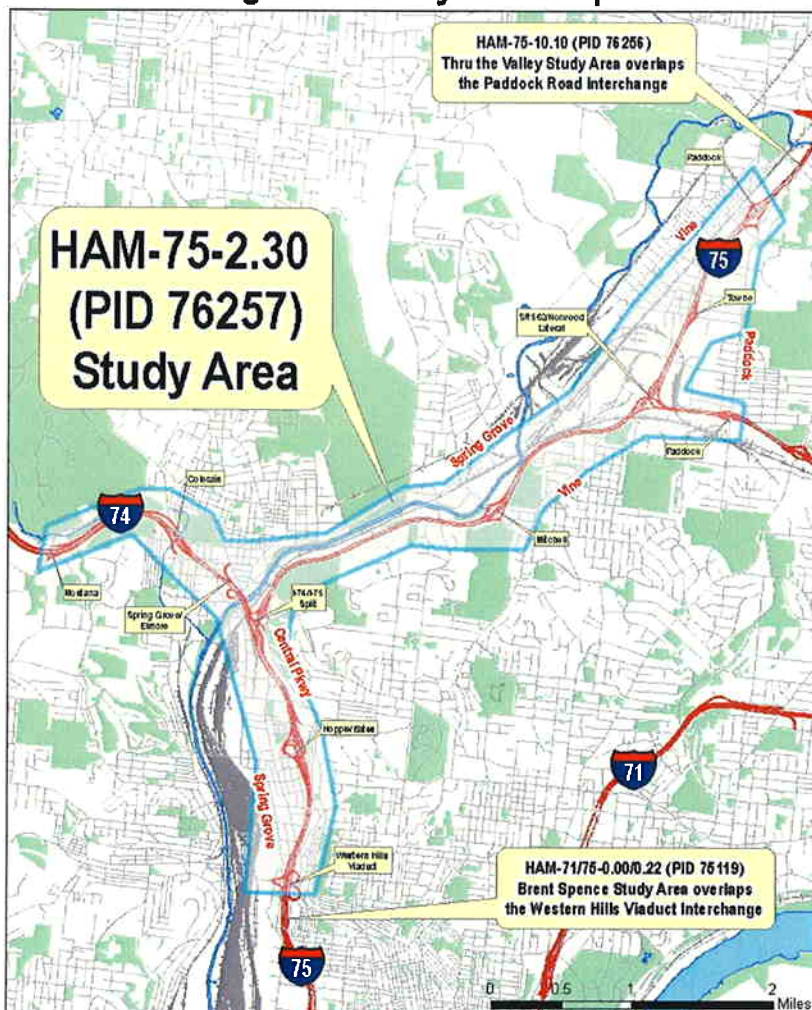 HAM-75-10.10 (PID 76256)
Thru the Valley Study Area overlaps
the Paddock Road Interchange
Paddock
HAM-75-2.30
(PID 76257)
Study Area
Vine
75
Towne
SR 562/Norwood
Lateral
Paddock
Spring Grove
Paddock
Vine
Colerain
74
Mitchell
Montana
I-74/I-75
Split
Spring Grove/
Elmore
Central Pkwy
Hopple/Bates
71
Spring Grove
Western Hills
Viaduct
HAM-71/75-0.00/0.22 (PID 75119)
Brent Spence Study Area overlaps
the Western Hills Viaduct Interchange
75
0 0.5 1 2
Miles